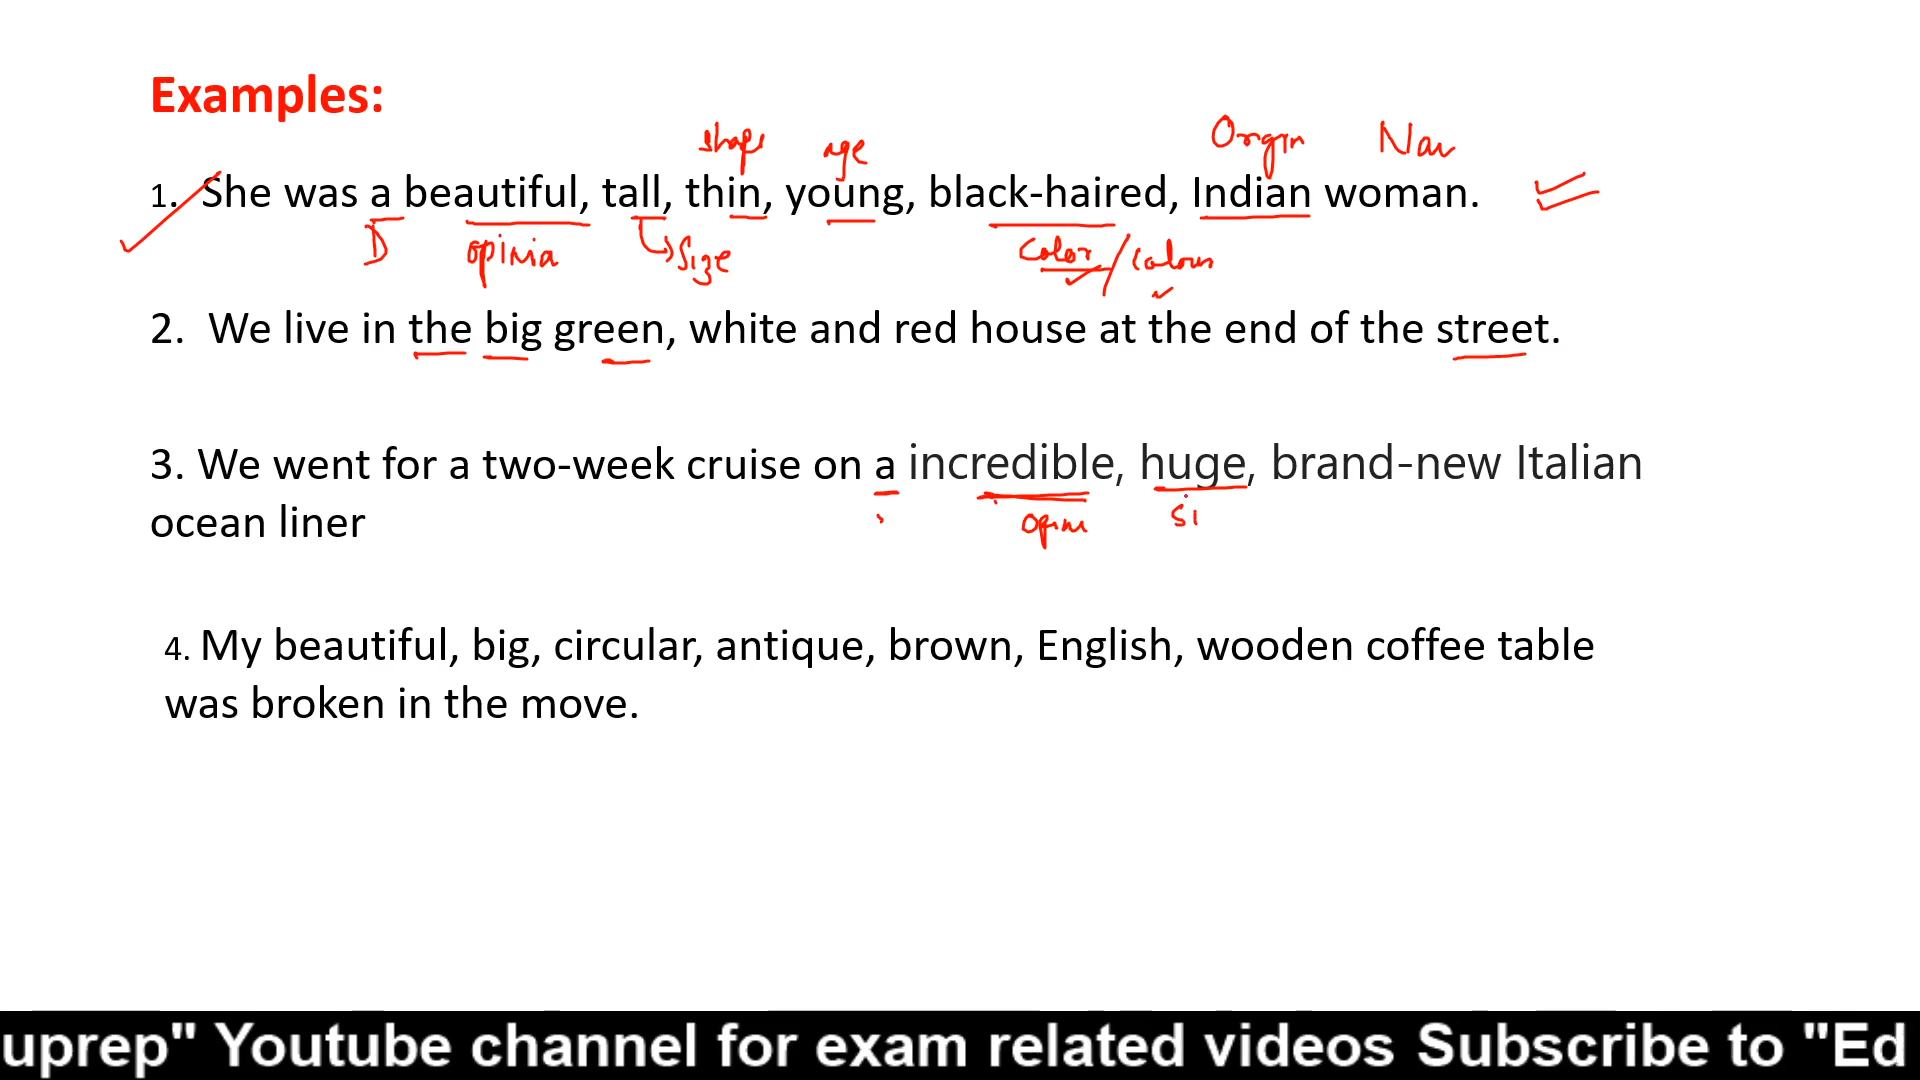 Examples:
shape age Origin
1. She was a beautiful, tall, thin, young, black-haired, Indian woman.
D Size color / colour
2. We live in the big green, white and red house at the end of the street.
3. We went for a two-week cruise on a incredible, huge, brand-new Italian
ocean liner
si
4. My beautiful, big, circular, antique, brown, English, wooden coffee table
was broken in the move.
uprep" Youtube channel for exam related videos Subscribe to "Ed